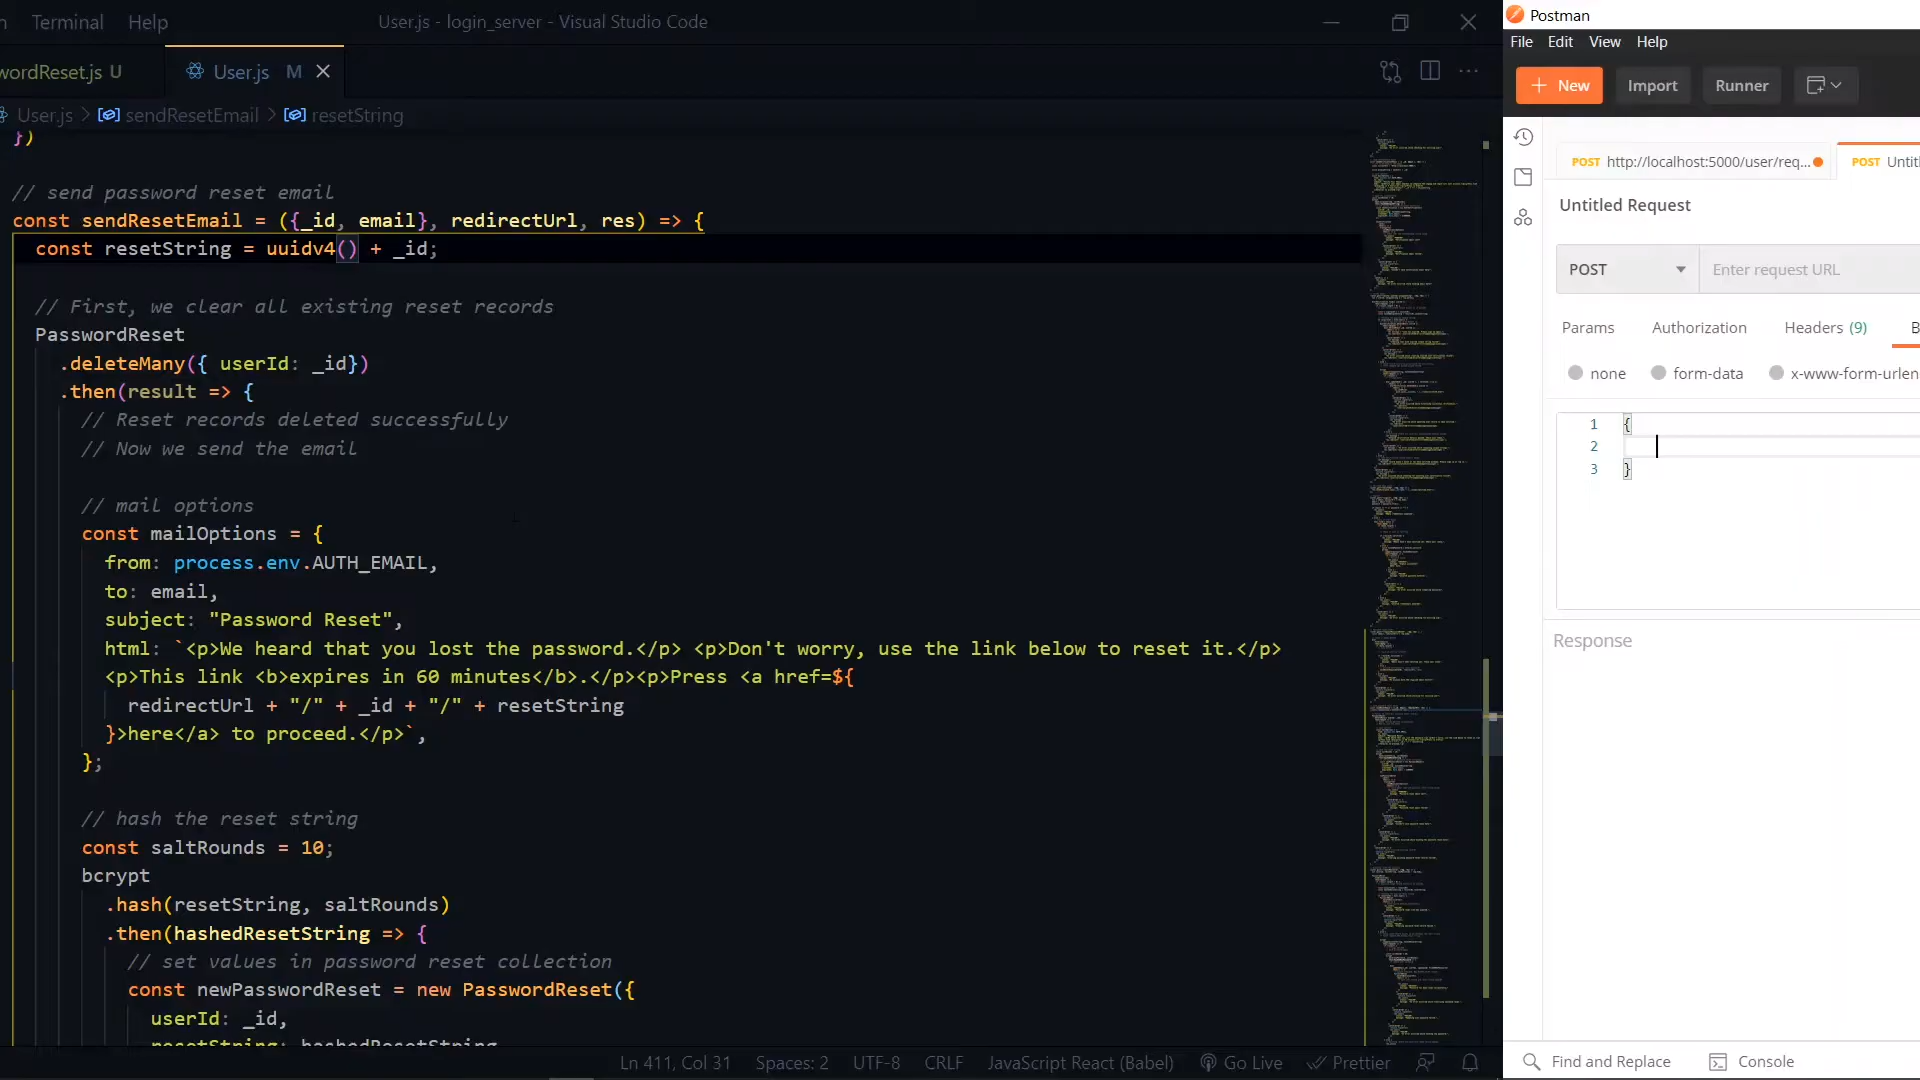 Terminal Help User.js - login_server - Visual Studio Code
wordReset.js U User.js M
User.js > sendResetEmail > resetString
})
// send password reset email
const sendResetEmail = ({_id, email}, redirectUrl, res) => {
const resetString = uuidv4() + _id;
// First, we clear all existing reset records
PasswordReset
.deleteMany({ userId: _id})
.then(result => {
// Reset records deleted successfully
// Now we send the email
// mail options
const mailOptions = {
from: process.env.AUTH_EMAIL,
to: email,
subject: "Password Reset",
html: `<p>We heard that you lost the password.</p> <p>Don't worry, use the link below to reset it.</p>
<p>This link <b>expires in 60 minutes</b>.</p><p>Press <a href=${
redirectUrl + "/" + _id + "/" + resetString
}>here</a> to proceed.</p>`,
};
// hash the reset string
const saltRounds = 10;
bcrypt
.hash(resetString, saltRounds)
.then(hashedResetString => {
// set values in password reset collection
const newPasswordReset = new PasswordReset({
userId: _id,
resetString: hashedResetString
Ln 411, Col 31 Spaces: 2 UTF-8 CRLF JavaScript React (Babel) Go Live Prettier
Postman
File Edit View Help
+ New Import Runner
POST http://localhost:5000/user/req... POST Untit
Untitled Request
POST Enter request URL
Params Authorization Headers (9) B
none form-data x-www-form-urlen
1 {
2
3 }
Response
Find and Replace Console